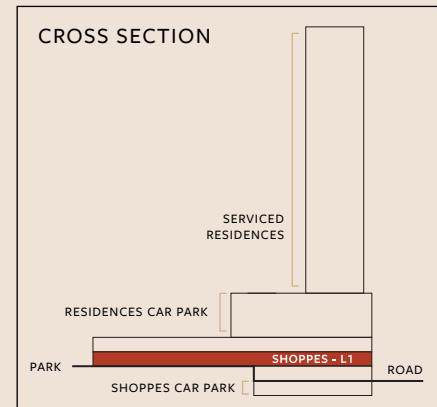 CROSS SECTION
SERVICED
RESIDENCES
RESIDENCES CAR PARK
SHOPPES - L1
PARK
ROAD
SHOPPES CAR PARK